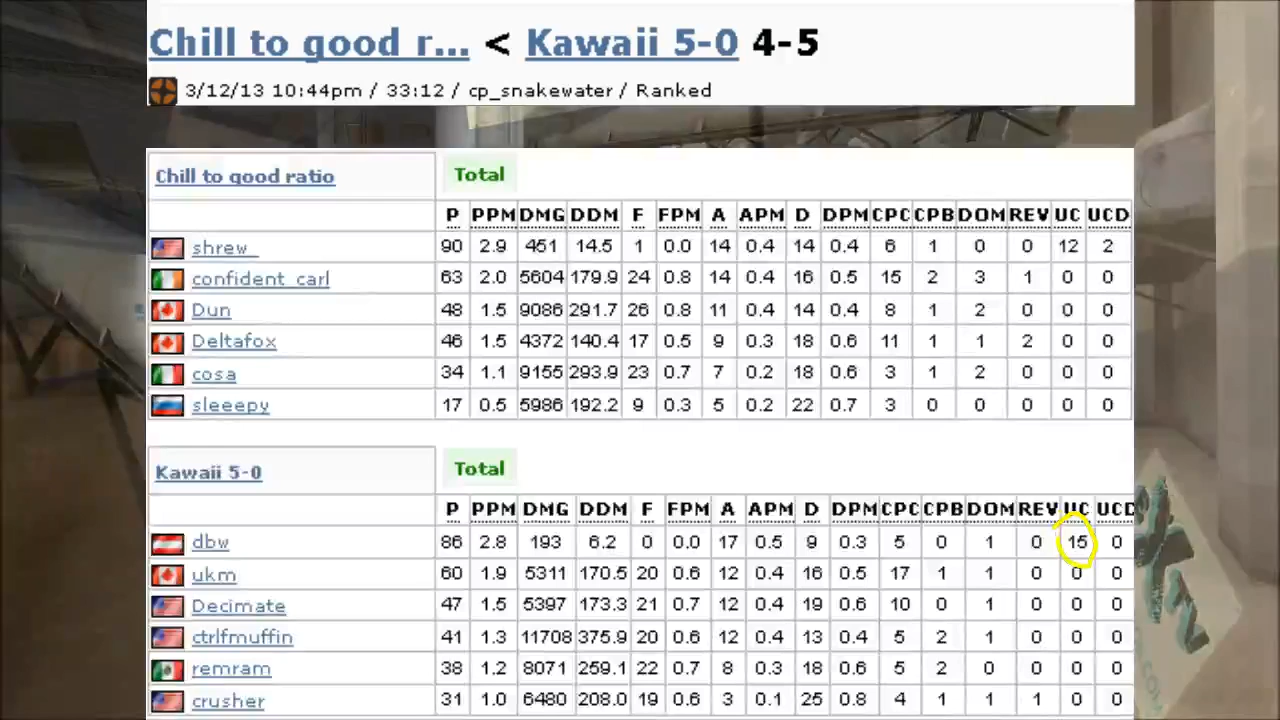 Chill to good r... < Kawaii 5-0 4-5
3/12/13 10:44pm / 33:12 / cp_snakewater / Ranked
Chill to good ratio Total
P PPM DMG DDM F FPM A APM D DPM CPC CPB DOM REV UC UCD
shrew_ 90 2.9 451 14.5 1 0.0 14 0.4 14 0.4 6 1 0 0 12 2
confident_carl 63 2.0 5604 179.9 24 0.8 14 0.4 16 0.5 15 2 3 1 0 0
Dun 48 1.5 9086 291.7 26 0.8 11 0.4 14 0.4 8 1 2 0 0 0
Deltafox 46 1.5 4372 140.4 17 0.5 9 0.3 18 0.6 11 1 1 2 0 0
cosa 34 1.1 9155 293.9 23 0.7 7 0.2 18 0.6 3 1 2 0 0 0
sleeepy 17 0.5 5986 192.2 9 0.3 5 0.2 22 0.7 3 0 0 0 0 0
Kawaii 5-0 Total
P PPM DMG DDM F FPM A APM D DPM CPC CPB DOM REV UC UCD
dbw 86 2.8 193 6.2 0 0.0 17 0.5 9 0.3 5 0 1 0 15 0
ukm 60 1.9 5311 170.5 20 0.6 12 0.4 16 0.5 17 1 1 0 0 0
Decimate 47 1.5 5397 173.3 21 0.7 12 0.4 19 0.6 10 0 1 0 0 0
ctrlfmuffin 41 1.3 11708 375.9 20 0.6 12 0.4 13 0.4 5 2 1 0 0 0
remram 38 1.2 8071 259.1 22 0.7 8 0.3 18 0.6 5 2 0 0 0 0
crusher 31 1.0 6480 208.0 19 0.6 3 0.1 25 0.8 4 1 1 1 0 0